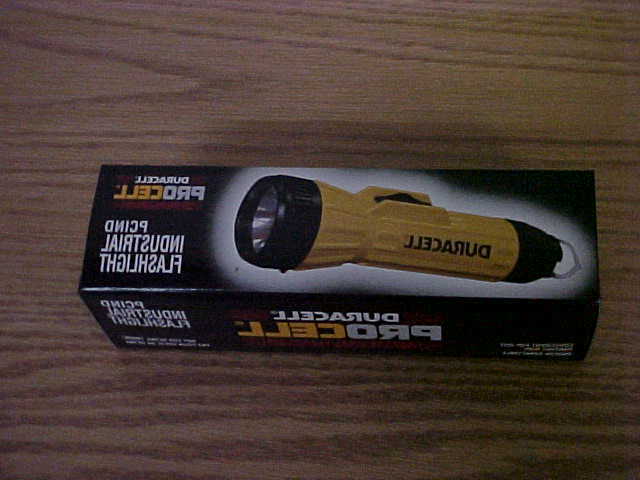 DURACELL
PROCELL
PCIND
INDUSTRIAL
FLASHLIGHT
DURACELL
PCIND
INDUSTRIAL
FLASHLIGHT
DURACELL
PROCELL